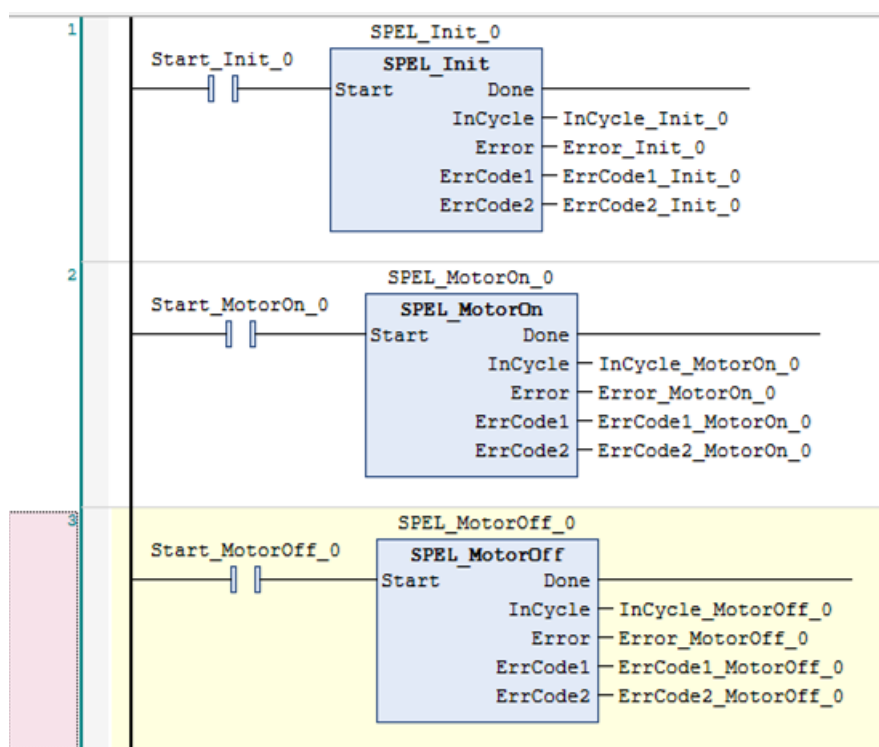 1
SPEL_Init_0
Start_Init_0
SPEL_Init
Start Done
InCycle InCycle_Init_0
Error Error_Init_0
ErrCode1 ErrCode1_Init_0
ErrCode2 ErrCode2_Init_0
2
SPEL_MotorOn_0
Start_MotorOn_0
SPEL_MotorOn
Start Done
InCycle InCycle_MotorOn_0
Error Error_MotorOn_0
ErrCode1 ErrCode1_MotorOn_0
ErrCode2 ErrCode2_MotorOn_0
3
SPEL_MotorOff_0
Start_MotorOff_0
SPEL_MotorOff
Start Done
InCycle InCycle_MotorOff_0
Error Error_MotorOff_0
ErrCode1 ErrCode1_MotorOff_0
ErrCode2 ErrCode2_MotorOff_0